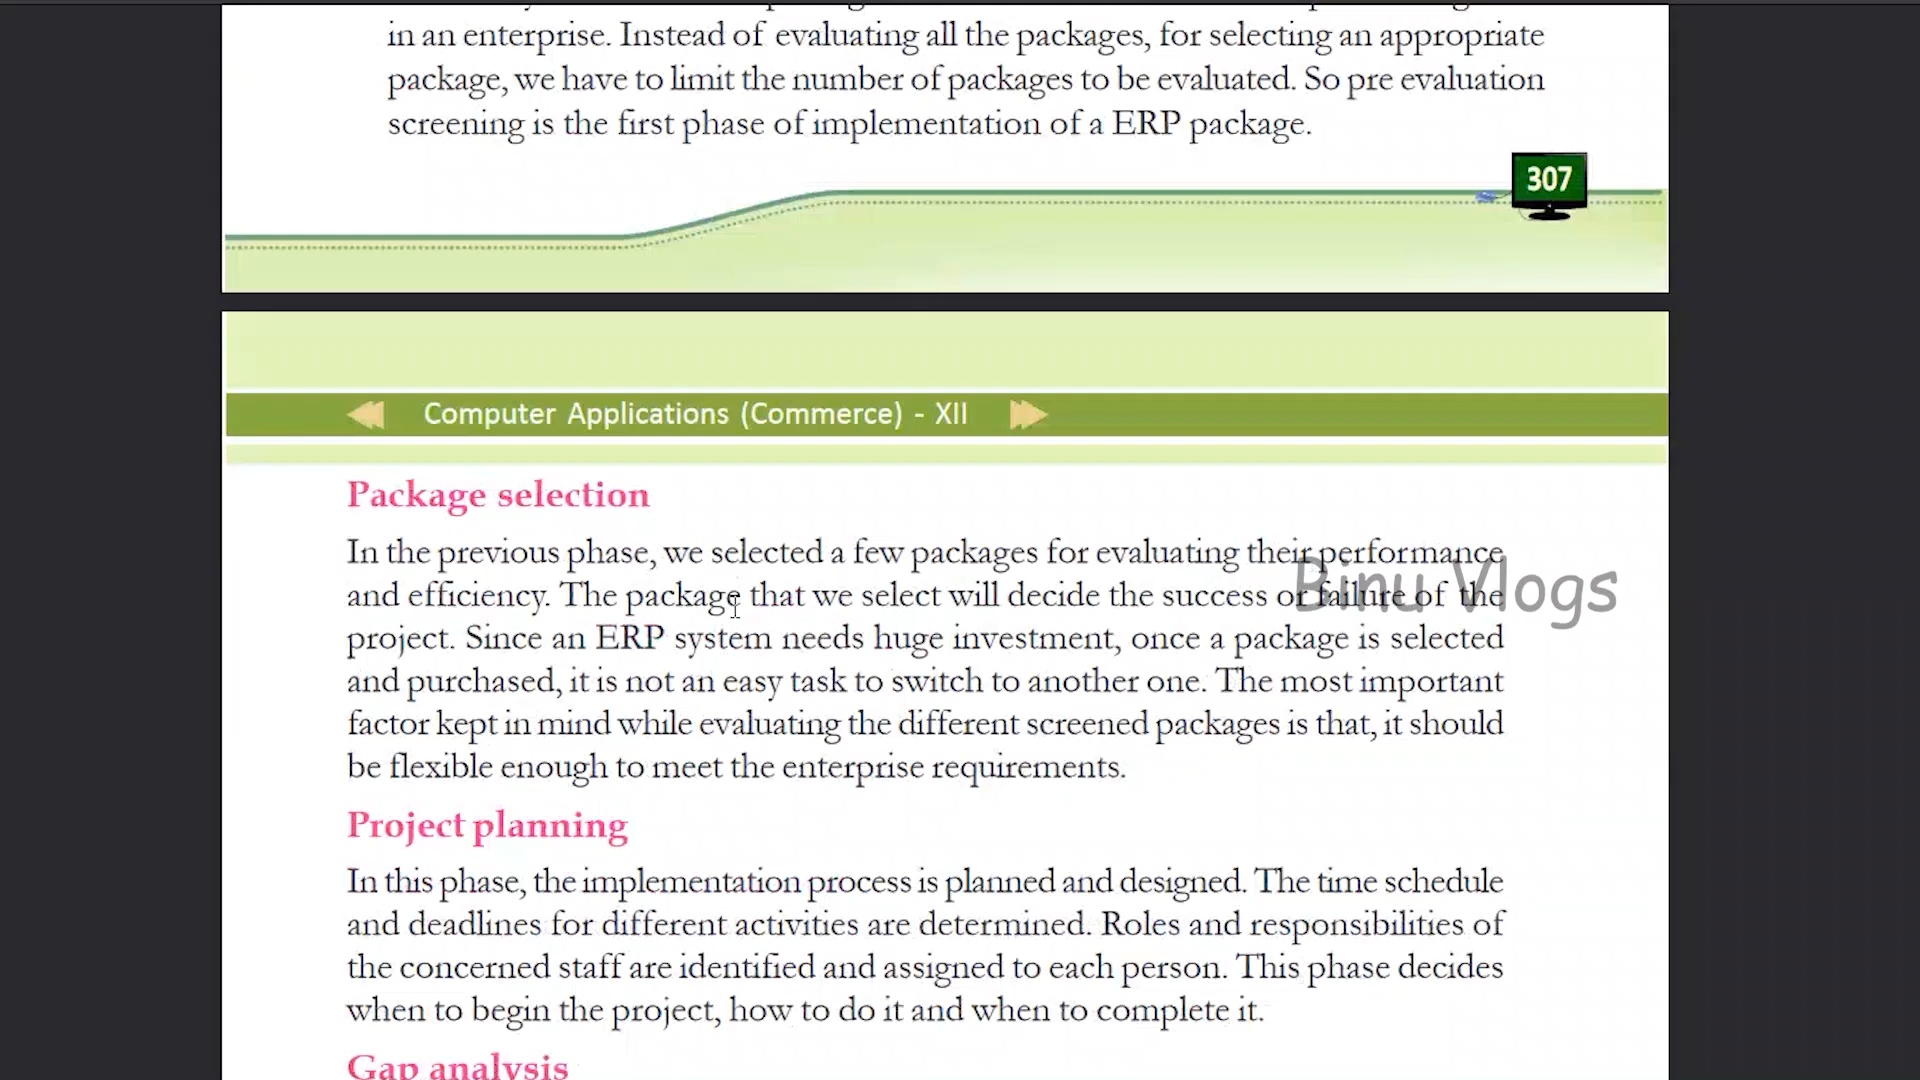 in an enterprise. Instead of evaluating all the packages, for selecting an appropriate
package, we have to limit the number of packages to be evaluated. So pre evaluation
screening is the first phase of implementation of a ERP package.
307
Computer Applications (Commerce) - XII
Package selection
In the previous phase, we selected a few packages for evaluating their performance
and efficiency. The package that we select will decide the success or failure of the
Binu Vlogs
project. Since an ERP system needs huge investment, once a package is selected
and purchased, it is not an easy task to switch to another one. The most important
factor kept in mind while evaluating the different screened packages is that, it should
be flexible enough to meet the enterprise requirements.
Project planning
In this phase, the implementation process is planned and designed. The time schedule
and deadlines for different activities are determined. Roles and responsibilities of
the concerned staff are identified and assigned to each person. This phase decides
when to begin the project, how to do it and when to complete it.
Gap analysis